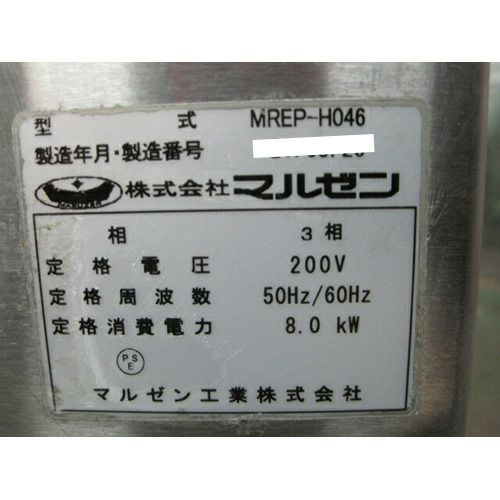 型 式 MREP-H046
製造年月・製造番号
MARUZEN 株式会社マルゼン
相 3相
定格電圧 200V
定格周波数 50Hz/60Hz
定格消費電力 8.0 kW
PS
E
マルゼン工業株式会社